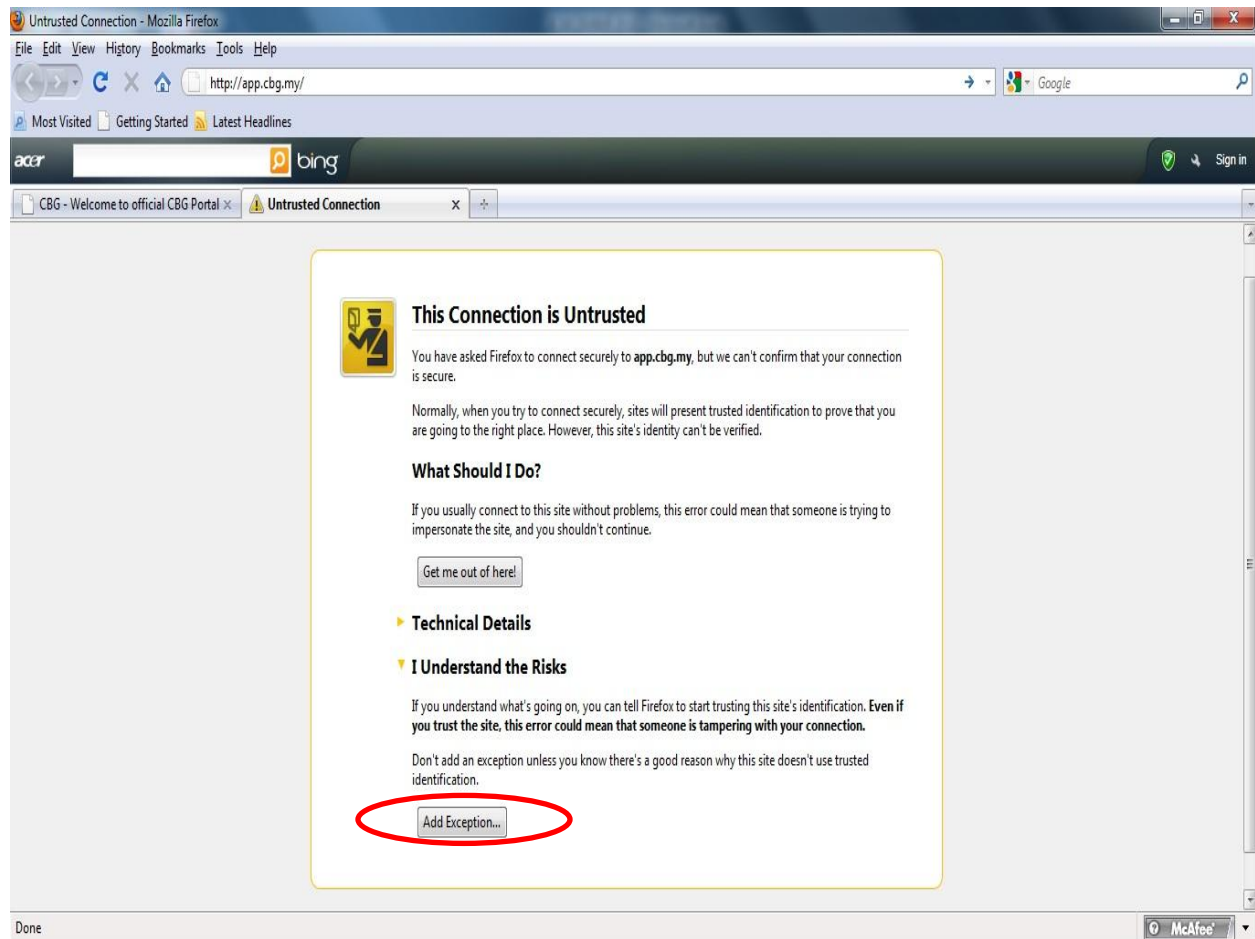 Untrusted Connection - Mozilla Firefox
File Edit View History Bookmarks Tools Help
http://app.cbg.my/
Google
Most Visited Getting Started Latest Headlines
acer bing Sign in
CBG - Welcome to official CBG Portal Untrusted Connection
This Connection is Untrusted
You have asked Firefox to connect securely to app.cbg.my, but we can't confirm that your connection
is secure.
Normally, when you try to connect securely, sites will present trusted identification to prove that you
are going to the right place. However, this site's identity can't be verified.
What Should I Do?
If you usually connect to this site without problems, this error could mean that someone is trying to
impersonate the site, and you shouldn't continue.
Get me out of here!
Technical Details
I Understand the Risks
If you understand what's going on, you can tell Firefox to start trusting this site's identification. Even if
you trust the site, this error could mean that someone is tampering with your connection.
Don't add an exception unless you know there's a good reason why this site doesn't use trusted
identification.
Add Exception...
Done
McAfee